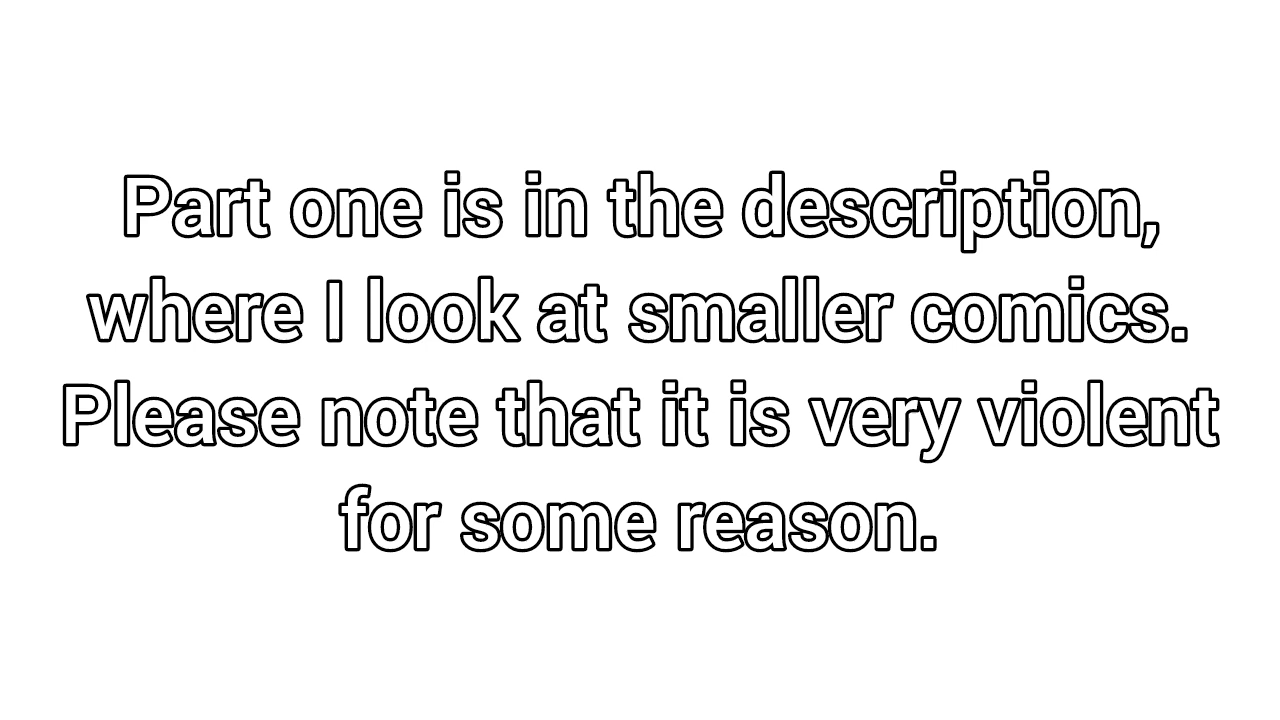 Part one is in the description,
where I look at smaller comics.
Please note that it is very violent
for some reason.